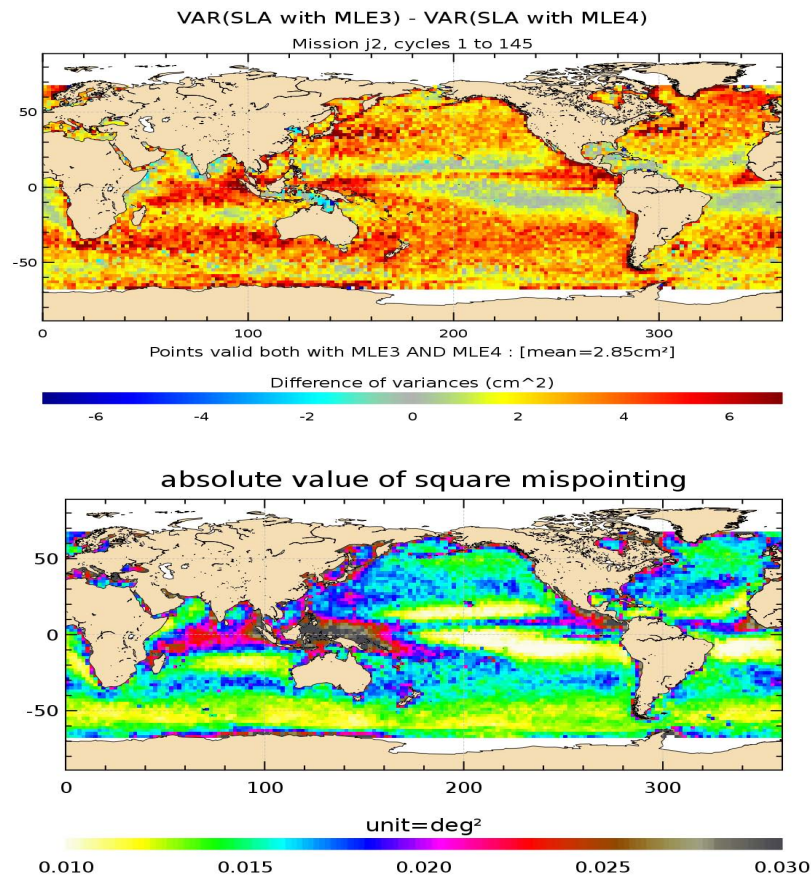 VAR(SLA with MLE3) - VAR(SLA with MLE4)
Mission j2, cycles 1 to 145
50
0
-50
0 100 200 300
Points valid both with MLE3 AND MLE4 : [mean=2.85cm²]
Difference of variances (cm^2)
-6 -4 -2 0 2 4 6
absolute value of square mispointing
50
0
-50
0 100 200 300
unit=deg²
0.010 0.015 0.020 0.025 0.030